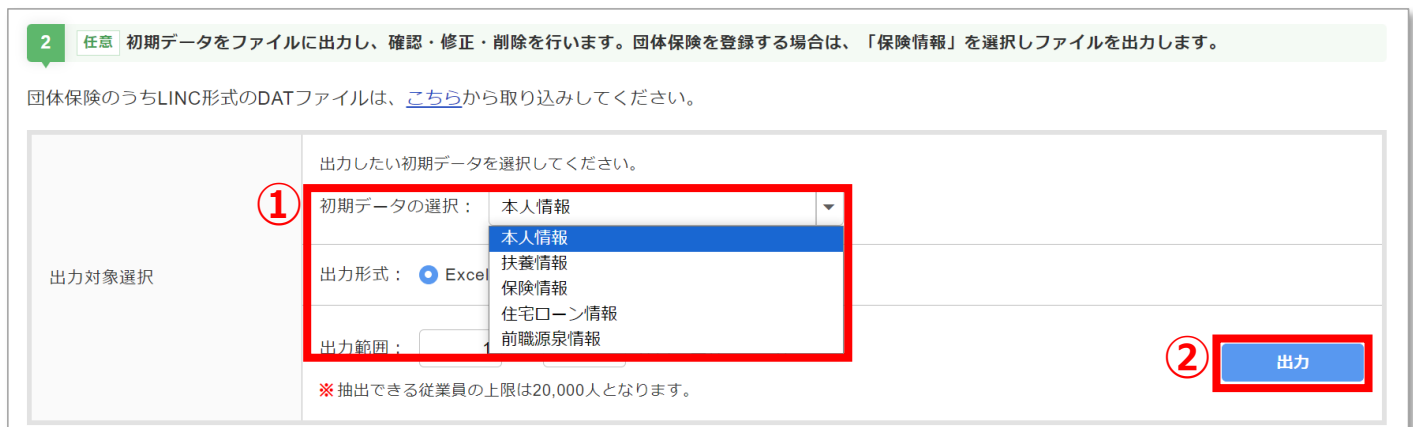 2 任意 初期データをファイルに出力し、確認・修正・削除を行います。団体保険を登録する場合は、「保険情報」を選択しファイルを出力します。
団体保険のうちLINC形式のDATファイルは、こちらから取り込みしてください。
出力したい初期データを選択してください。
① 初期データの選択： 本人情報
本人情報
扶養情報
保険情報
住宅ローン情報
前職源泉情報
出力対象選択
出力形式： Excel
出力範囲： 1
② 出力
※抽出できる従業員の上限は20,000人となります。